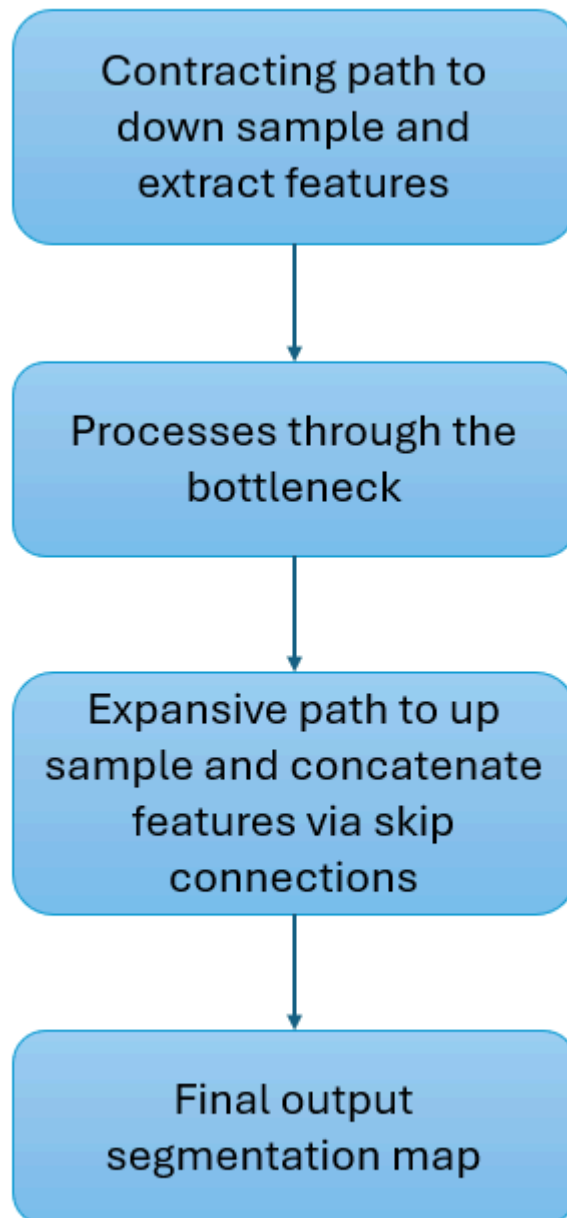 Contracting path to
down sample and
extract features
Processes through the
bottleneck
Expansive path to up
sample and concatenate
features via skip
connections
Final output
segmentation map